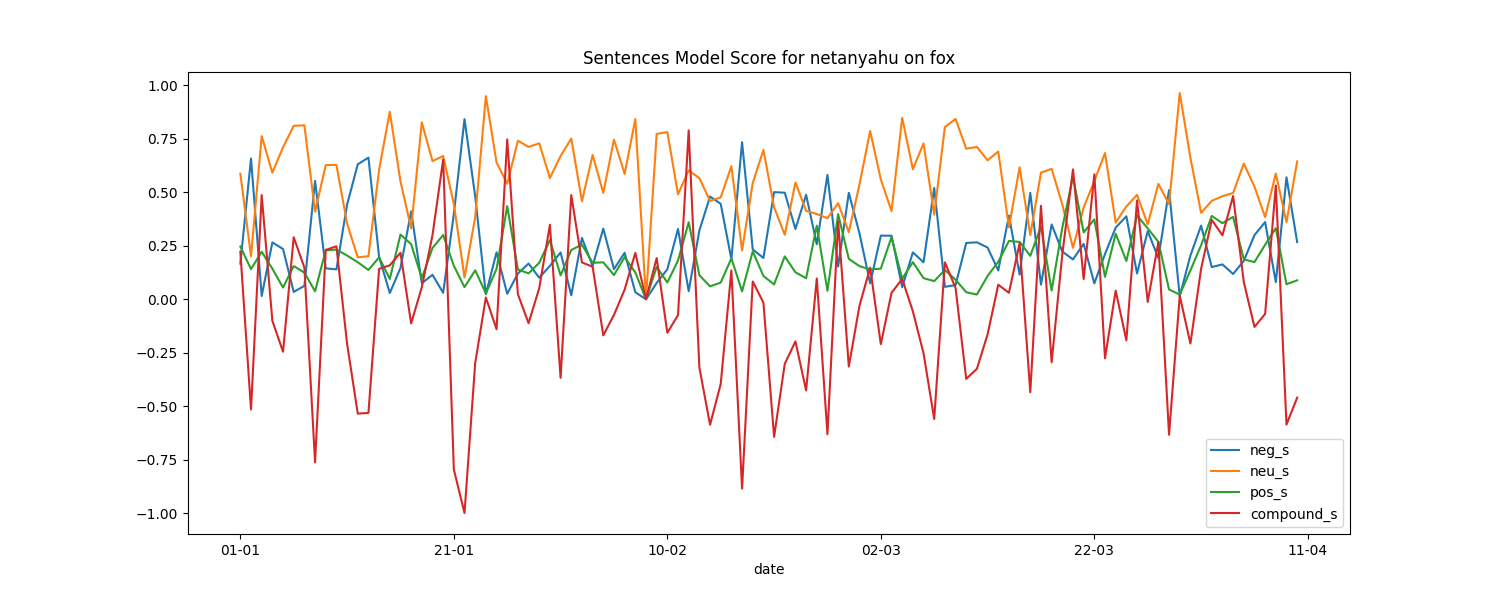 Sentences Model Score for netanyahu on fox
1.00
0.75
0.50
0.25
0.00
−0.25
−0.50
−0.75
−1.00
neg_s
neu_s
pos_s
compound_s
01-01 21-01 10-02 02-03 22-03 11-04
date